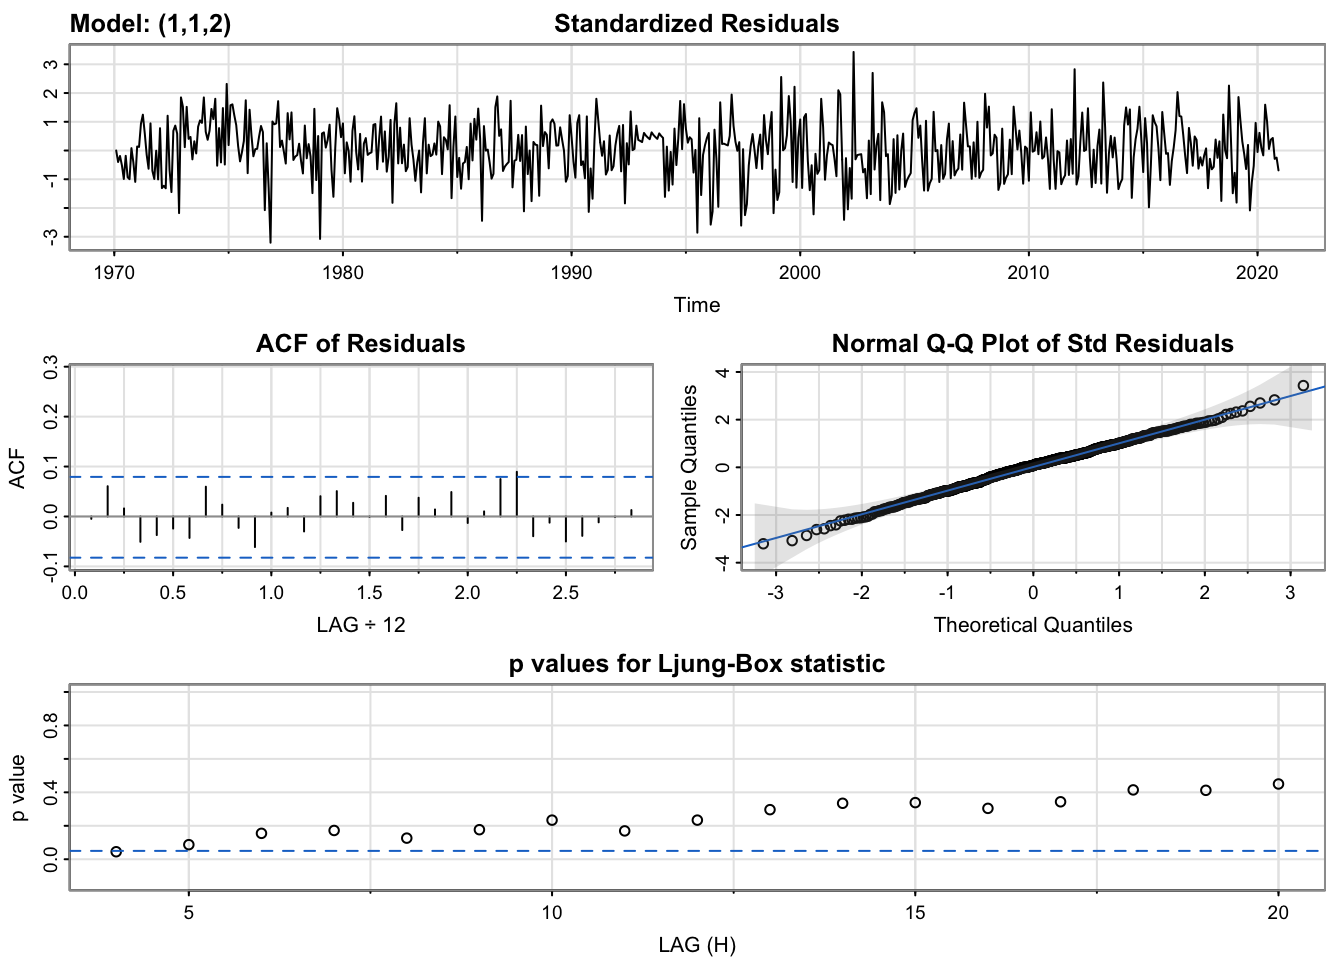 Model: (1,1,2) Standardized Residuals
3
2
1
-1
-3
1970 1980 1990 2000 2010 2020
Time
ACF of Residuals
ACF
0.3
0.2
0.1
0.0
-0.1
0.0 0.5 1.0 1.5 2.0 2.5
LAG ÷ 12
Normal Q-Q Plot of Std Residuals
Sample Quantiles
4
2
0
-2
-4
-3 -2 -1 0 1 2 3
Theoretical Quantiles
p values for Ljung-Box statistic
p value
0.8
0.4
0.0
5 10 15 20
LAG (H)